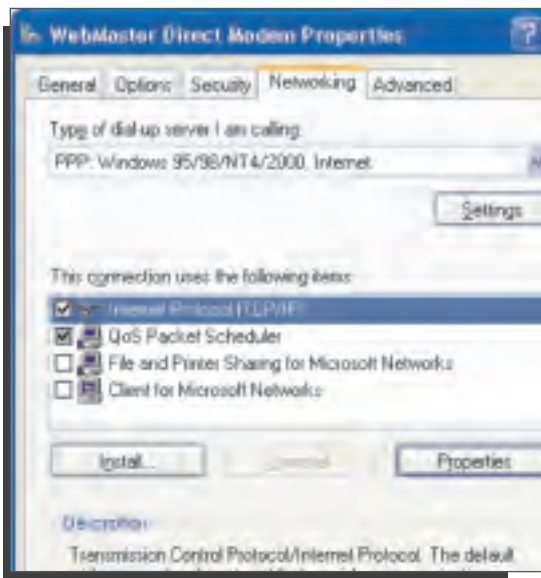 WebMaster Direct Modem Properties
General Options Security Networking Advanced
Type of dial-up server I am calling:
PPP: Windows 95/98/NT4/2000, Internet
Settings
This connection uses the following items:
Internet Protocol (TCP/IP)
QoS Packet Scheduler
File and Printer Sharing for Microsoft Networks
Client for Microsoft Networks
Install... Uninstall Properties
Description
Transmission Control Protocol/Internet Protocol. The default